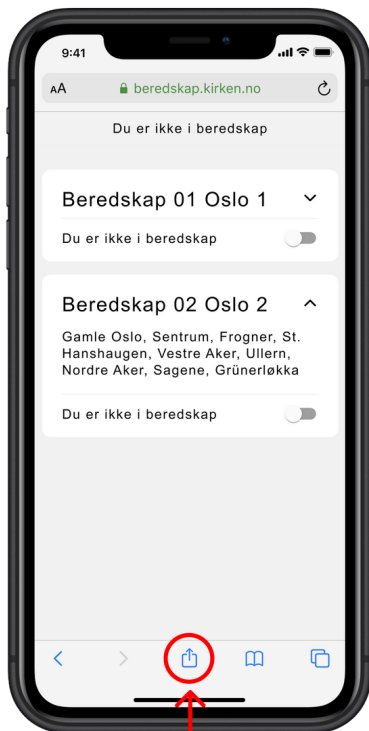 9:41
AA beredskap.kirken.no
Du er ikke i beredskap
Beredskap 01 Oslo 1
Du er ikke i beredskap
Beredskap 02 Oslo 2
Gamle Oslo, Sentrum, Frogner, St.
Hanshaugen, Vestre Aker, Ullern,
Nordre Aker, Sagene, Grünerløkka
Du er ikke i beredskap